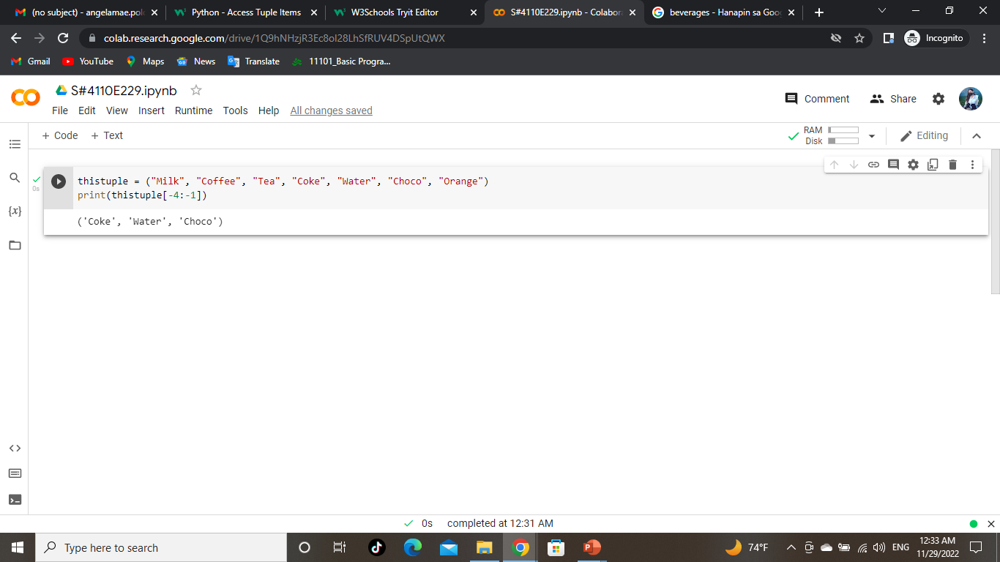 (no subject) - angelamae.pol
Python - Access Tuple Items
W3Schools Tryit Editor
S#4110E229.ipynb - Colabora
beverages - Hanapin sa Goo
colab.research.google.com/drive/1Q9hNHzjR3Ec8oI28LhSfRUV4DSpUtQWX
Incognito
Gmail
YouTube
Maps
News
Translate
11101_Basic Progra...
S#4110E229.ipynb
Comment
Share
File Edit View Insert Runtime Tools Help All changes saved
+ Code + Text
RAM
Disk
Editing
0s
thistuple = ("Milk", "Coffee", "Tea", "Coke", "Water", "Choco", "Orange")
print(thistuple[-4:-1])
('Coke', 'Water', 'Choco')
{x}
0s completed at 12:31 AM
Type here to search
74°F
ENG
12:33 AM
11/29/2022